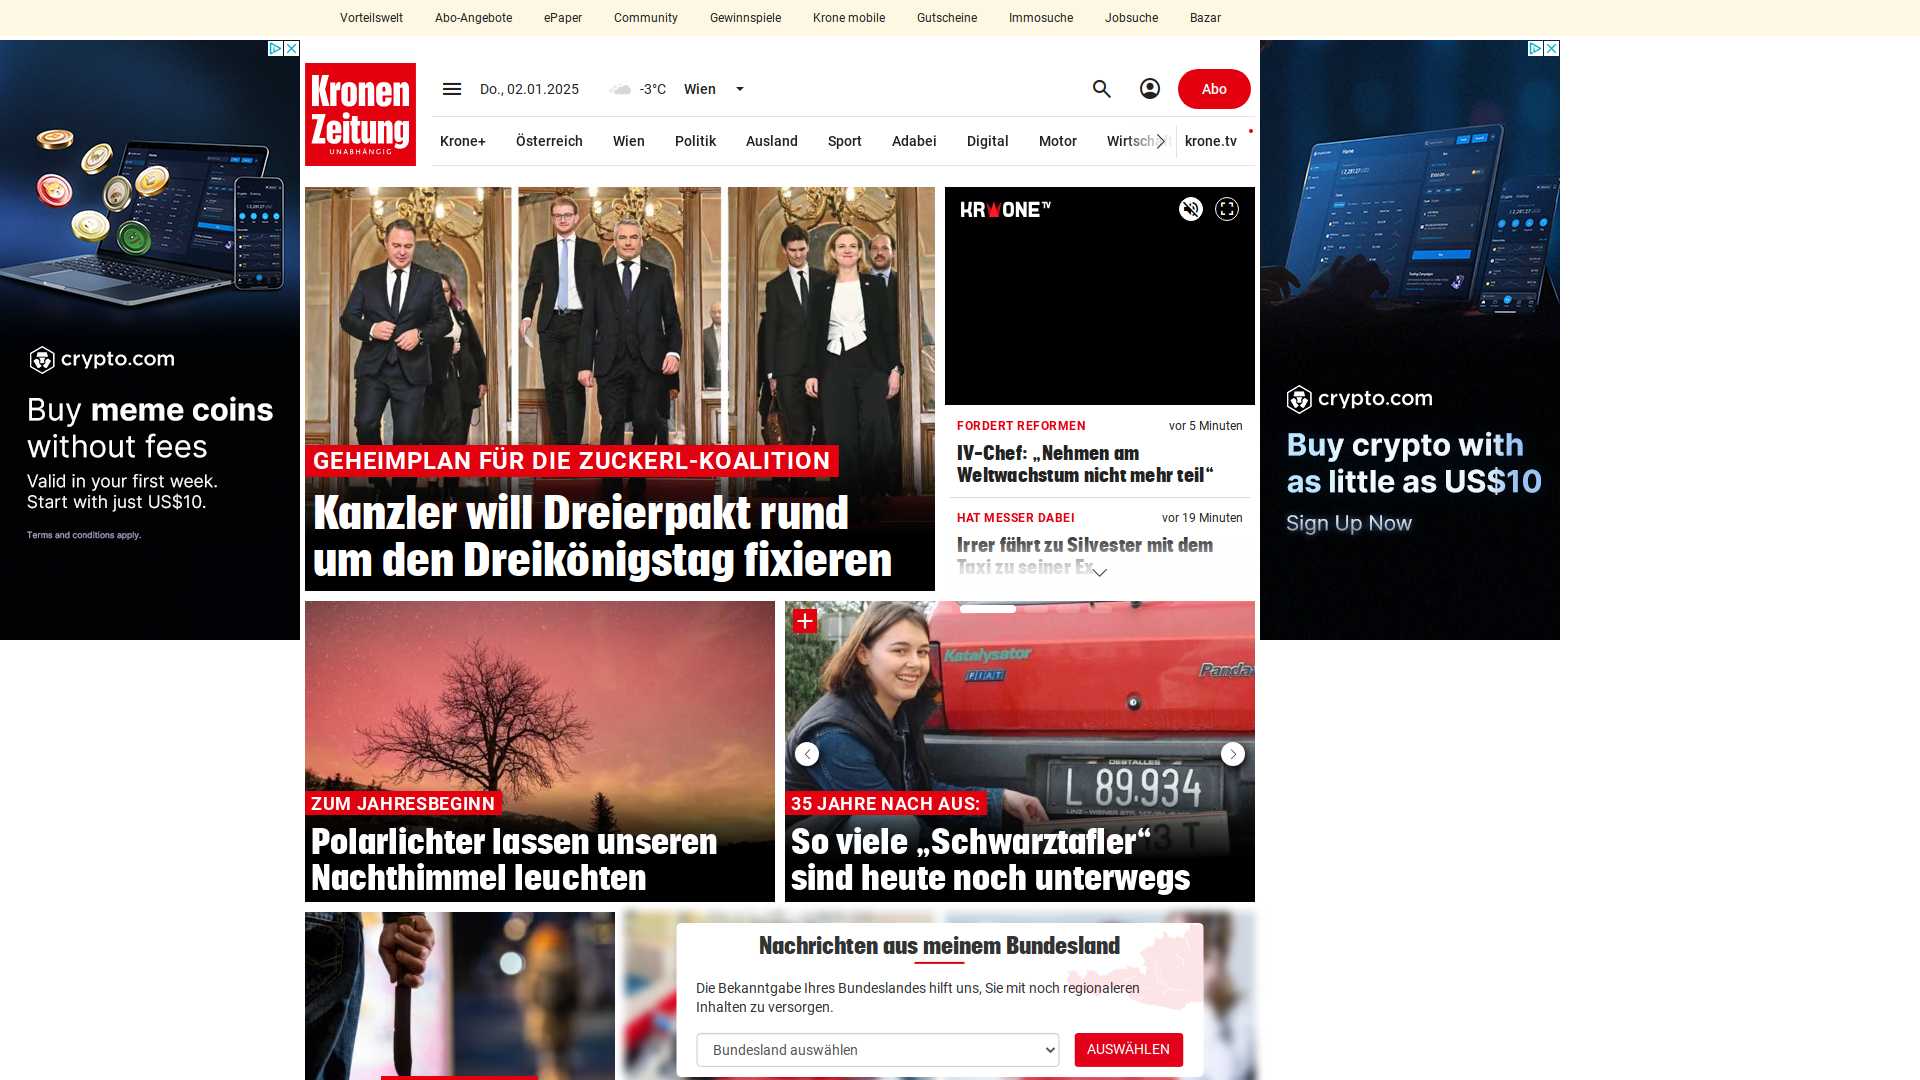 Vorteilswelt Abo-Angebote ePaper Community Gewinnspiele Krone mobile Gutscheine Immosuche Jobsuche Bazar
Kronen
Zeitung
UNABHÄNGIG
Do., 02.01.2025 -3°C Wien
Abo
Krone+ Österreich Wien Politik Ausland Sport Adabei Digital Motor Wirtsch krone.tv
crypto.com
Buy meme coins
without fees
Valid in your first week.
Start with just US$10.
Terms and conditions apply.
GEHEIMPLAN FÜR DIE ZUCKERL-KOALITION
Kanzler will Dreierpakt rund
um den Dreikönigstag fixieren
KRONE TV
FORDERT REFORMEN vor 5 Minuten
IV-Chef: „Nehmen am
Weltwachstum nicht mehr teil“
HAT MESSER DABEI vor 19 Minuten
Irrer fährt zu Silvester mit dem
Taxi zu seiner Ex
crypto.com
Buy crypto with
as little as US$10
Sign Up Now
ZUM JAHRESBEGINN
Polarlichter lassen unseren
Nachthimmel leuchten
Katalysator
FIAT
Panda
L 89.934
35 JAHRE NACH AUS:
So viele „Schwarztafler“
sind heute noch unterwegs
Nachrichten aus meinem Bundesland
Die Bekanntgabe Ihres Bundeslandes hilft uns, Sie mit noch regionaleren
Inhalten zu versorgen.
Bundesland auswählen
AUSWÄHLEN